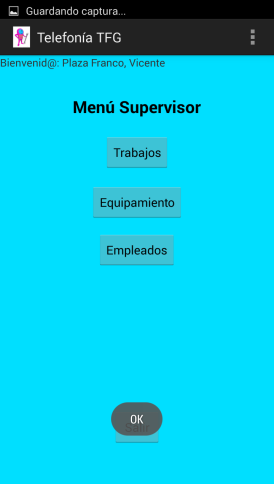 Guardando captura...
Telefonía TFG
Bienvenid@: Plaza Franco, Vicente
Menú Supervisor
Trabajos
Equipamiento
Empleados
OK